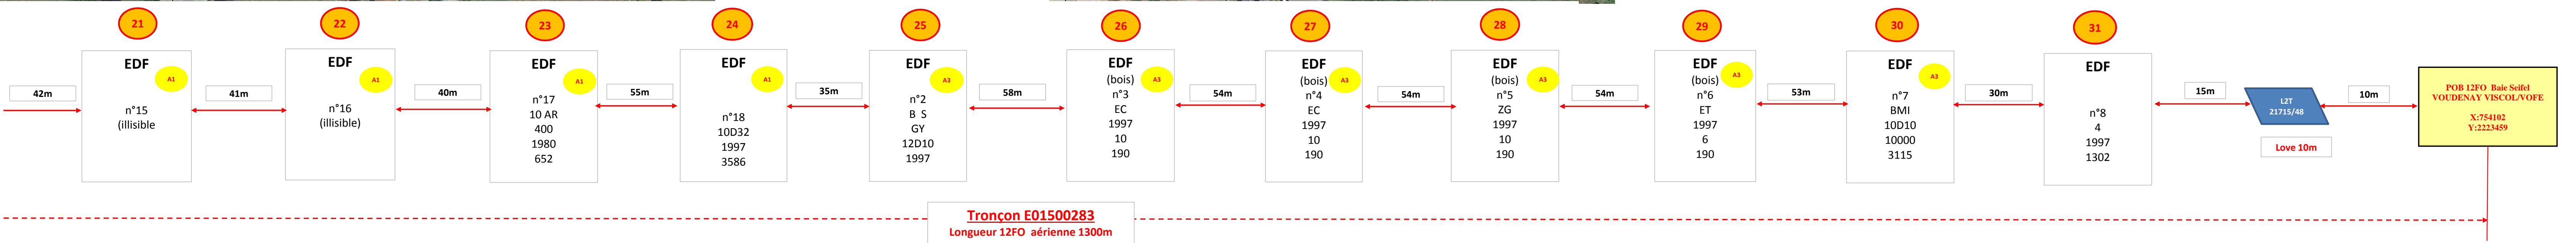 21
22
23
24
25
26
27
28
29
30
31
42m
EDF
A1
n°15
(illisible
41m
EDF
A1
n°16
(illisible)
40m
EDF
A1
n°17
10 AR
400
1980
652
55m
EDF
A1
n°18
10D32
1997
3586
35m
EDF
A3
n°2
B S
GY
12D10
1997
58m
EDF
(bois)
A3
n°3
EC
1997
10
190
54m
EDF
(bois)
A3
n°4
EC
1997
10
190
54m
EDF
(bois)
A3
n°5
ZG
1997
10
190
54m
EDF
(bois)
A3
n°6
ET
1997
6
190
53m
EDF
A3
n°7
BMI
10D10
10000
3115
30m
EDF
n°8
4
1997
1302
15m
L2T
21715/48
Love 10m
10m
POB 12FO Baie Seifel
VOUDENAY VISCOL/VOFE
X:754102
Y:2223459
Tronçon E01500283
Longueur 12FO aérienne 1300m